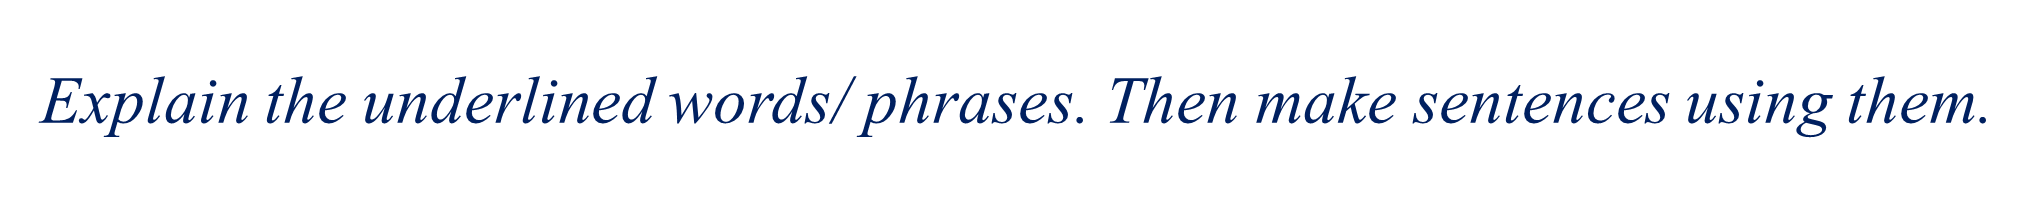 Explain the underlined words/ phrases. Then make sentences using them.